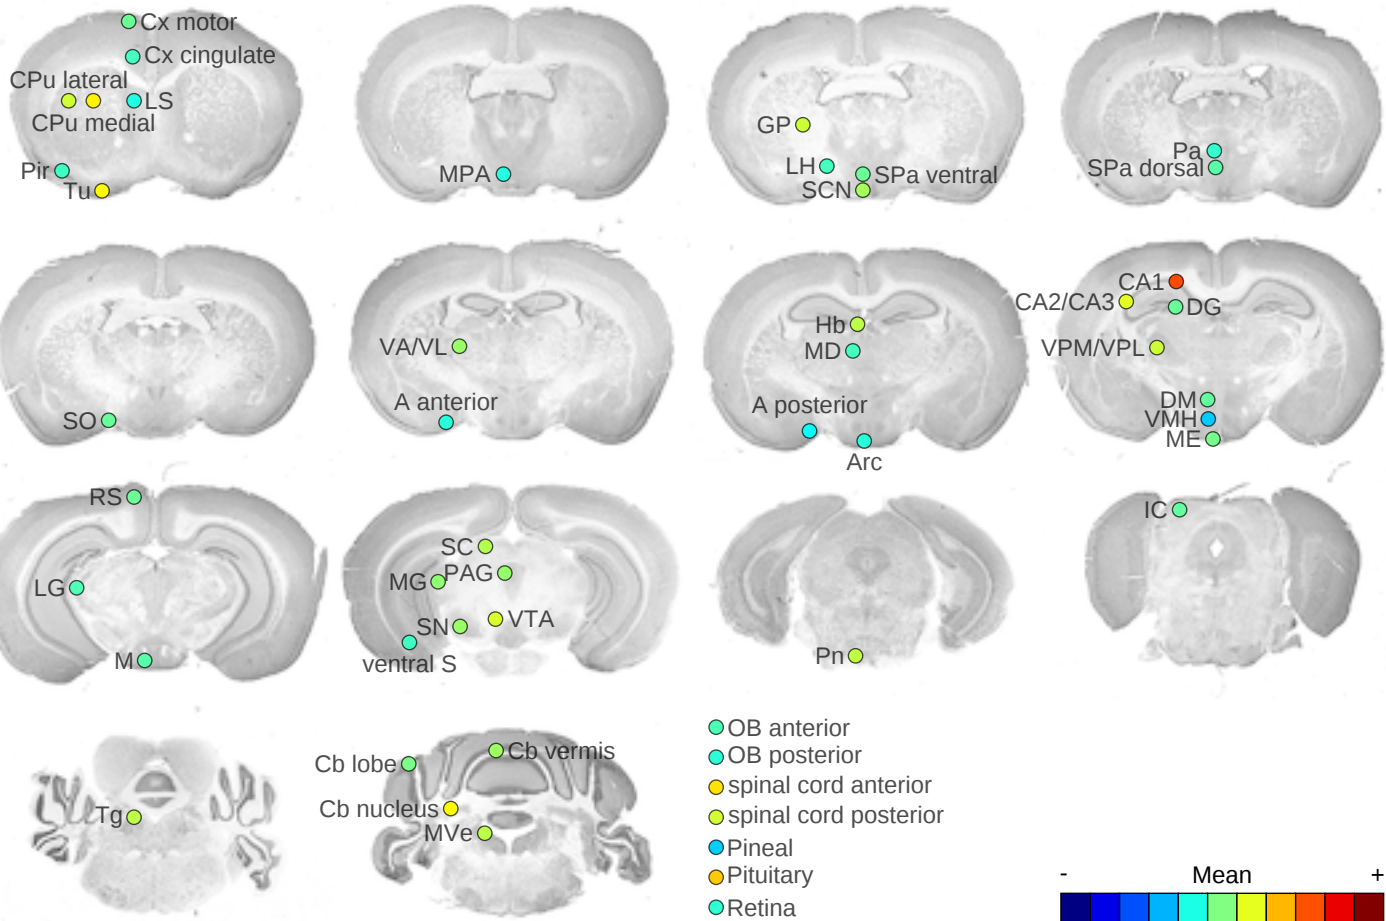 Cx motor
Cx cingulate
CPu lateral
LS
CPu medial
Pir
Tu
MPA
GP
LH
SPa ventral
SCN
Pa
SPa dorsal
SO
VA/VL
A anterior
Hb
MD
A posterior
Arc
CA1
CA2/CA3
DG
VPM/VPL
DM
VMH
ME
RS
LG
M
SC
PAG
MG
VTA
SN
ventral S
Pn
IC
Tg
Cb vermis
Cb lobe
Cb nucleus
MVe
OB anterior
OB posterior
spinal cord anterior
spinal cord posterior
Pineal
Pituitary
Retina
- Mean +